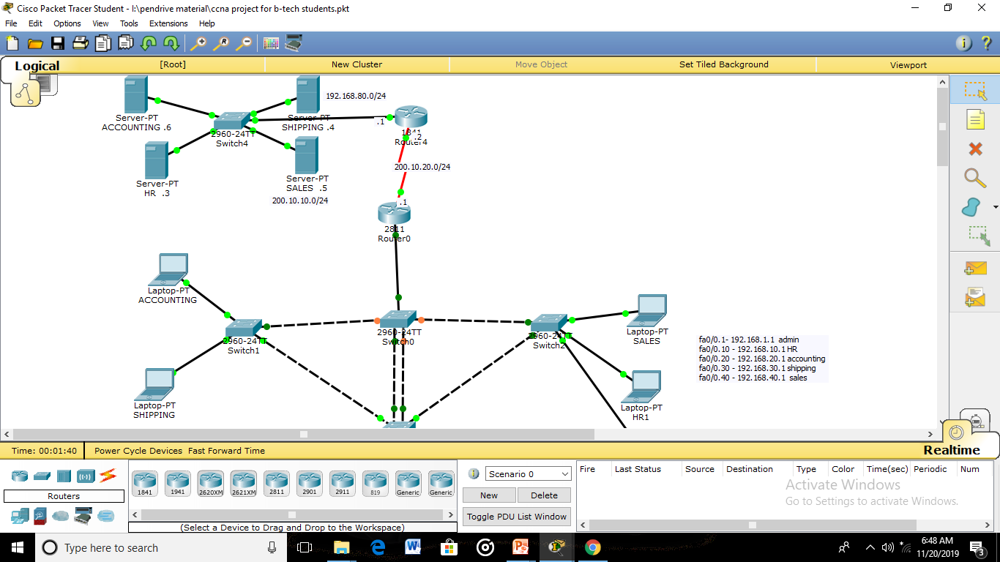 Cisco Packet Tracer Student - I:\pendrive material\ccna project for b-tech students.pkt
File Edit Options View Tools Extensions Help
Logical [Root] New Cluster Move Object Set Tiled Background Viewport
Server-PT
ACCOUNTING .6
Server-PT
SHIPPING .4
192.168.80.0/24
2960-24TT
Switch4
.1
1841
Router4
.2
Server-PT
HR .3
Server-PT
SALES .5
200.10.10.0/24
200.10.20.0/24
.1
2811
Router0
Laptop-PT
ACCOUNTING
2960-24TT
Switch1
2960-24TT
Switch0
2960-24TT
Switch2
Laptop-PT
SALES
Laptop-PT
SHIPPING
Laptop-PT
HR1
fa0/0.1- 192.168.1.1 admin
fa0/0.10 - 192.168.10.1 HR
fa0/0.20 - 192.168.20.1 accounting
fa0/0.30 - 192.168.30.1 shipping
fa0/0.40 - 192.168.40.1 sales
Time: 00:01:40 Power Cycle Devices Fast Forward Time
Realtime
Routers
1841 1941 2620XM 2621XM 2811 2901 2911 819 Generic Generic
(Select a Device to Drag and Drop to the Workspace)
Scenario 0
New Delete
Toggle PDU List Window
Fire Last Status Source Destination Type Color Time(sec) Periodic Num
Activate Windows
Go to Settings to activate Windows.
Type here to search
6:48 AM
11/20/2019
3